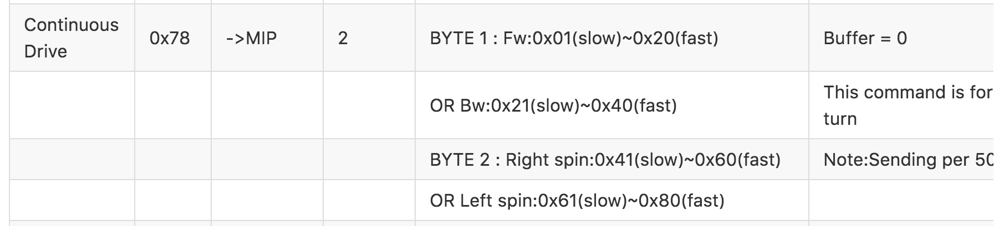 Continuous
Drive
0x78
->MIP
2
BYTE 1 : Fw:0x01(slow)~0x20(fast)
Buffer = 0
OR Bw:0x21(slow)~0x40(fast)
This command is for
turn
BYTE 2 : Right spin:0x41(slow)~0x60(fast)
Note:Sending per 50
OR Left spin:0x61(slow)~0x80(fast)